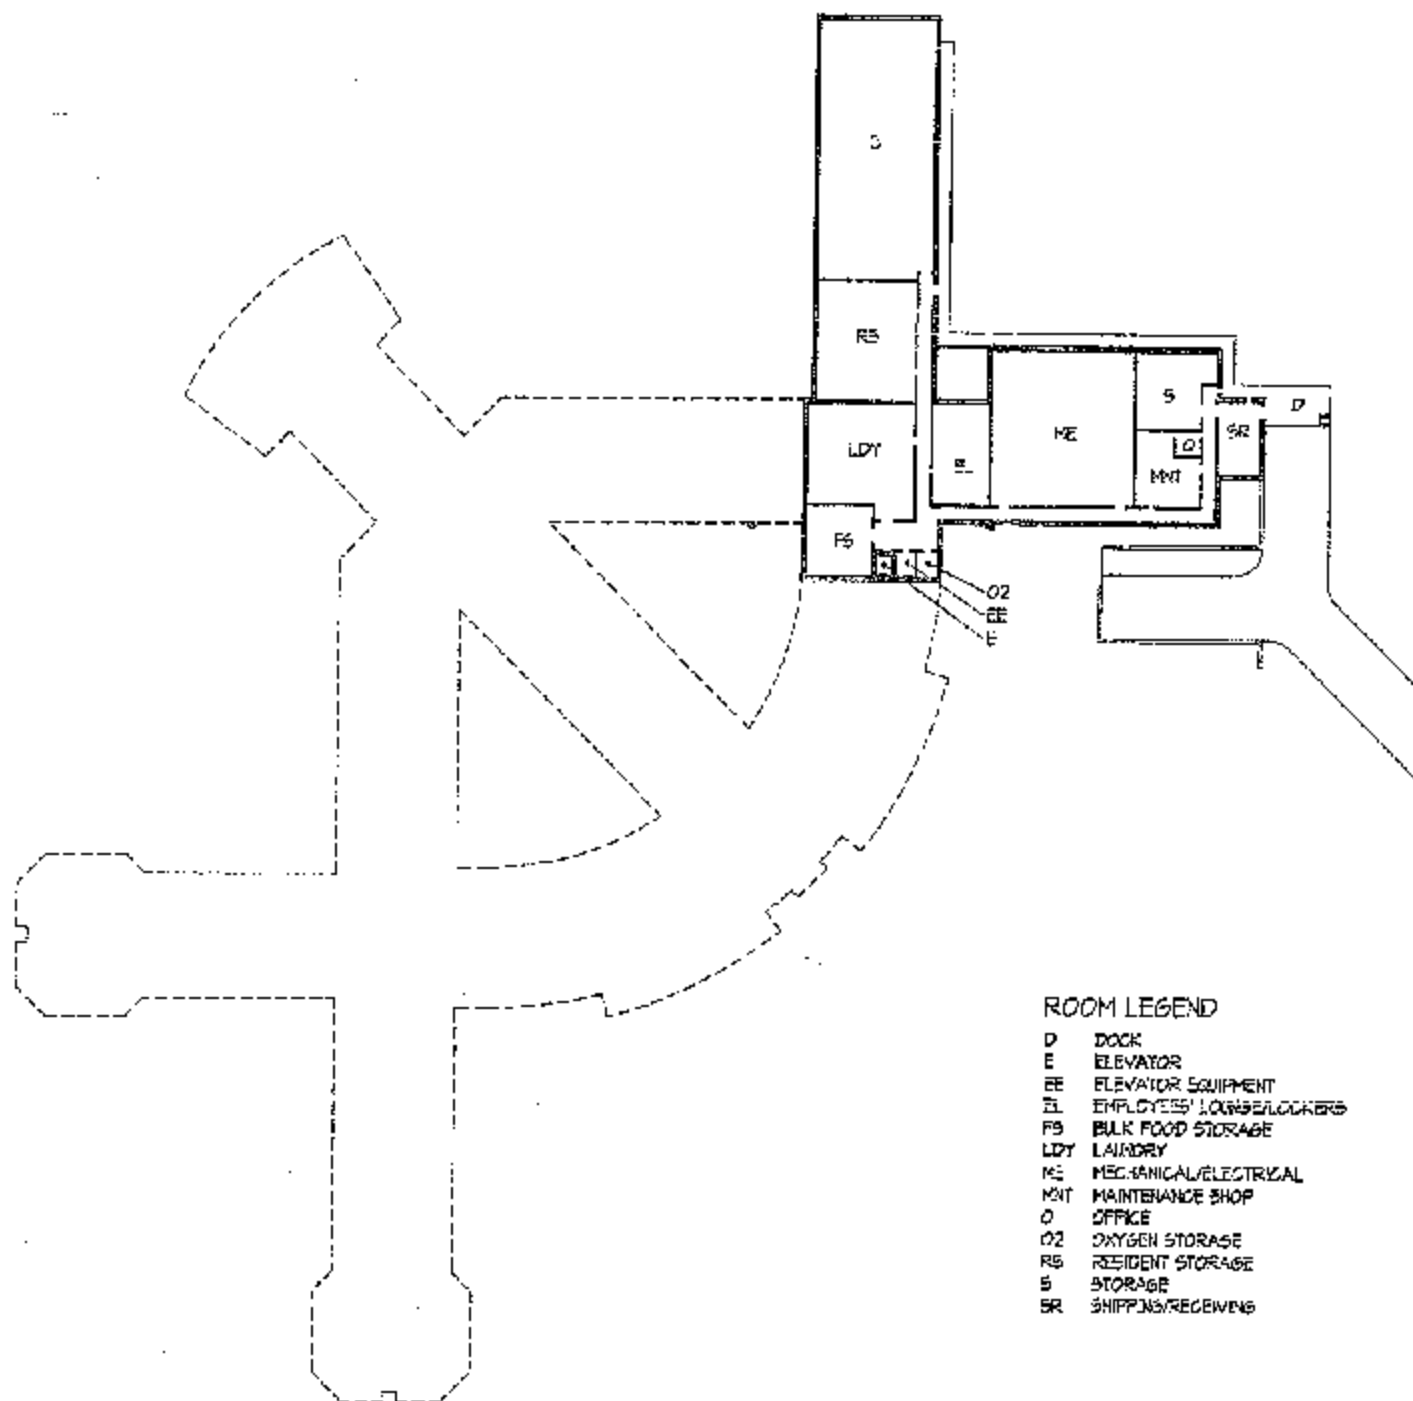 S
RS
S
D
LDY
EL
ME
O
SR
MNT
FS
O2
EE
E
ROOM LEGEND
D DOCK
E ELEVATOR
EE ELEVATOR EQUIPMENT
EL EMPLOYEES' LOUNGE/LOCKERS
FS BULK FOOD STORAGE
LDY LAUNDRY
ME MECHANICAL/ELECTRICAL
MNT MAINTENANCE SHOP
O OFFICE
O2 OXYGEN STORAGE
RS RESIDENT STORAGE
S STORAGE
SR SHIPPING/RECEIVING